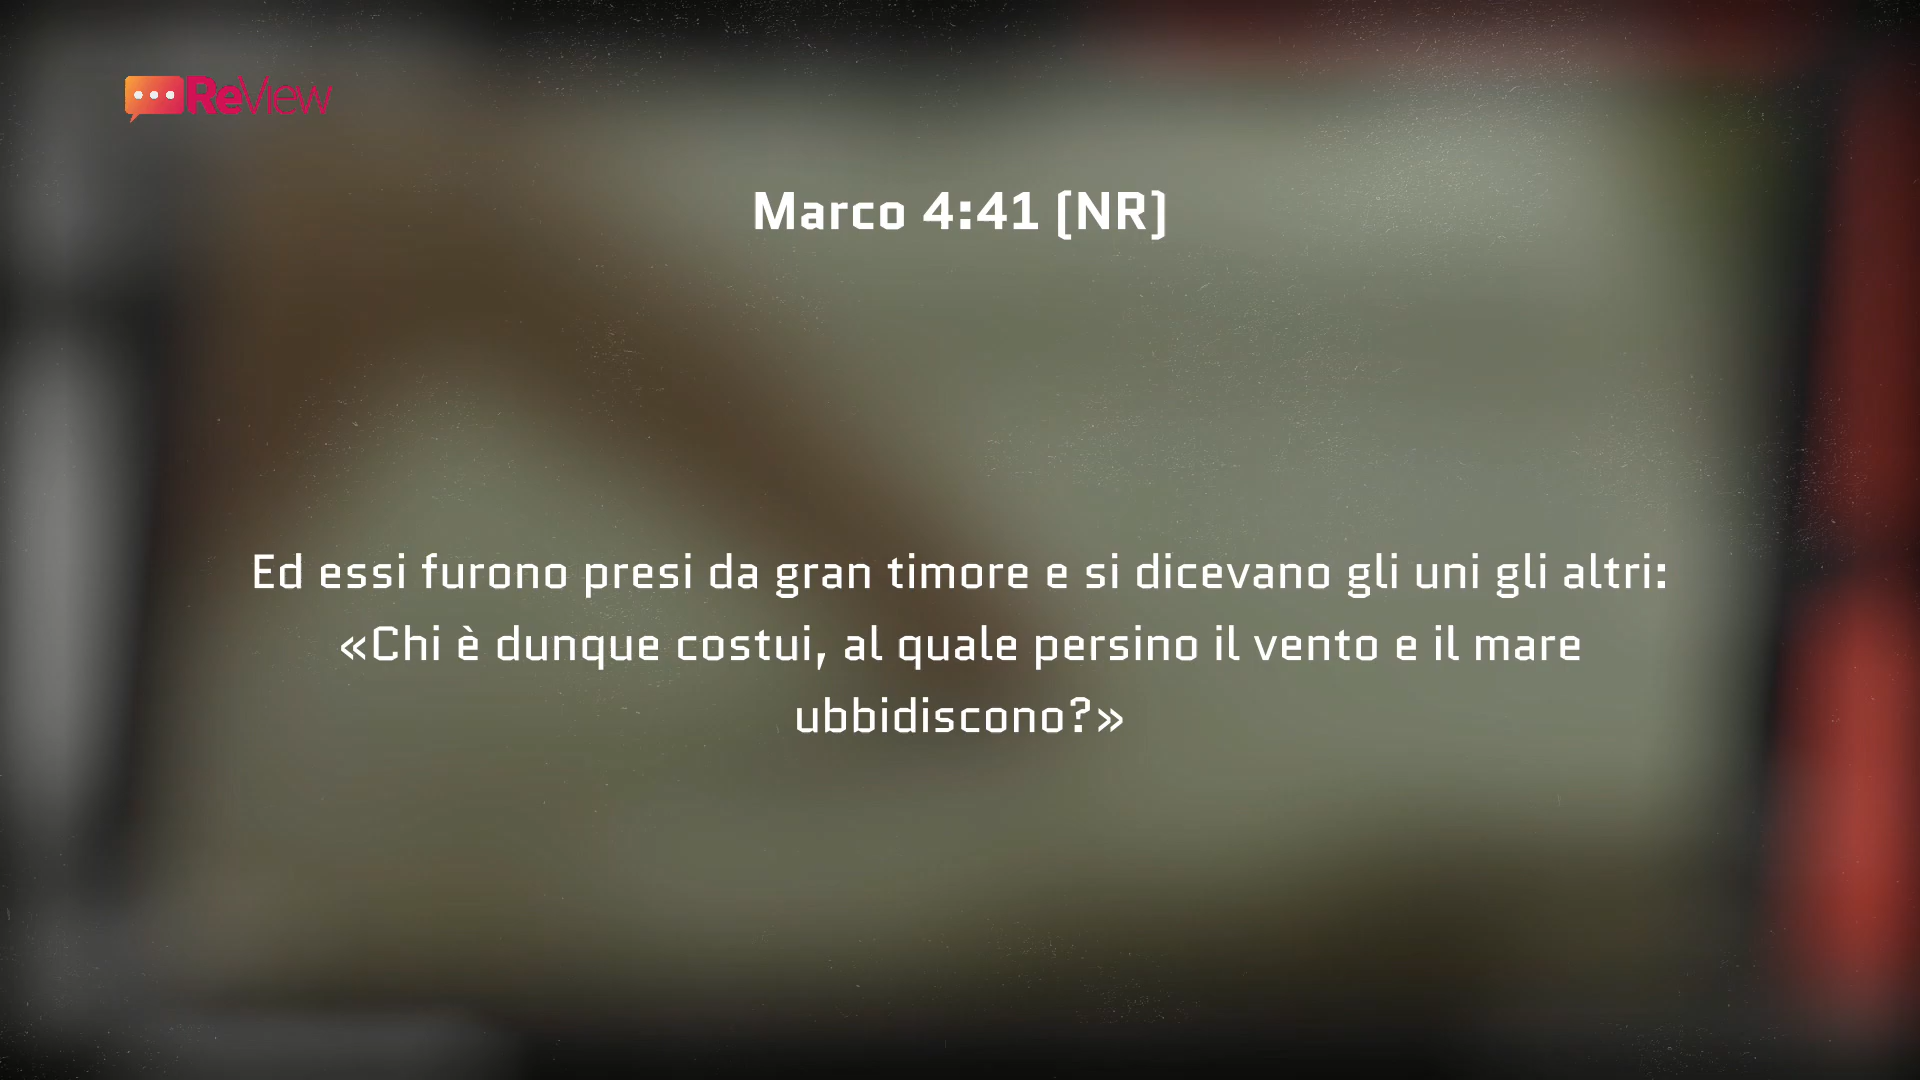 ReView
Marco 4:41 [NR]
Ed essi furono presi da gran timore e si dicevano gli uni gli altri:
«Chi è dunque costui, al quale persino il vento e il mare
ubbidiscono?»